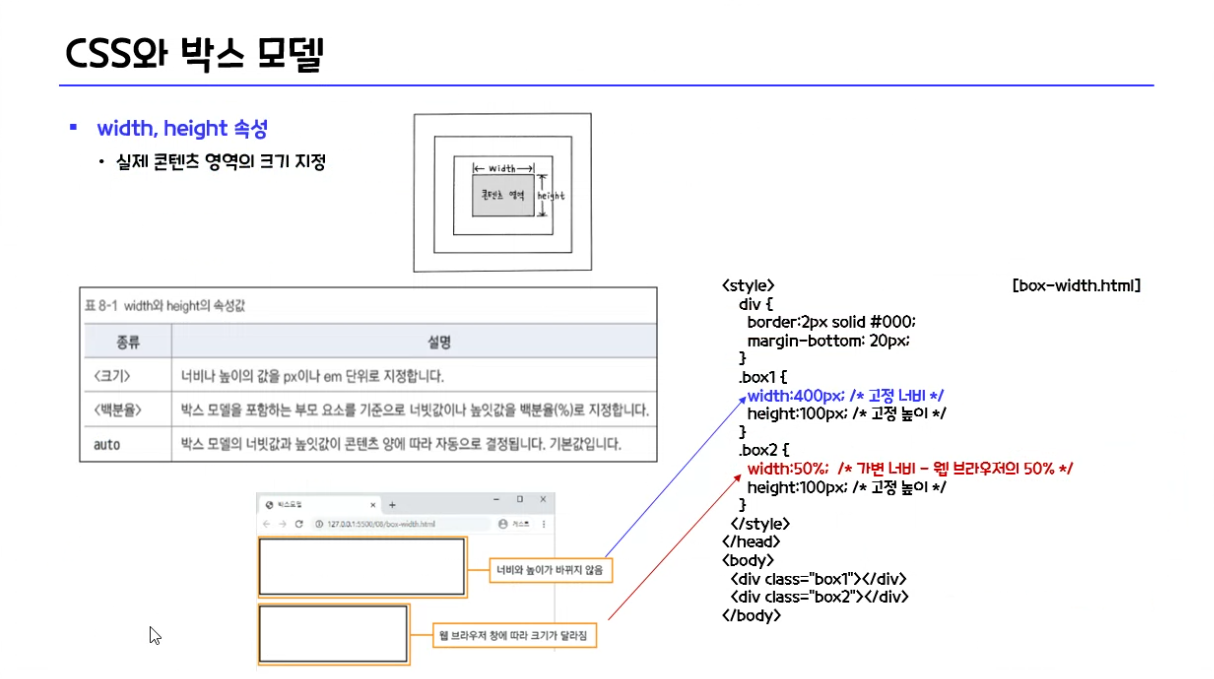 CSS와 박스 모델
▪ width, height 속성
• 실제 콘텐츠 영역의 크기 지정
width
콘텐츠 영역
height
표 8-1 width와 height의 속성값
종류 설명
<크기> 너비나 높이의 값을 px이나 em 단위로 지정합니다.
<백분율> 박스 모델을 포함하는 부모 요소를 기준으로 너빗값이나 높잇값을 백분율(%)로 지정합니다.
auto 박스 모델의 너빗값과 높잇값이 콘텐츠 양에 따라 자동으로 결정됩니다. 기본값입니다.
박스모델
127.0.0.1:5500/08/box-width.html 게스트
너비와 높이가 바뀌지 않음
웹 브라우저 창에 따라 크기가 달라짐
<style> [box-width.html]
div {
border:2px solid #000;
margin-bottom: 20px;
}
.box1 {
width:400px; /* 고정 너비 */
height:100px; /* 고정 높이 */
}
.box2 {
width:50%; /* 가변 너비 - 웹 브라우저의 50% */
height:100px; /* 고정 높이 */
}
</style>
</head>
<body>
<div class="box1"></div>
<div class="box2"></div>
</body>